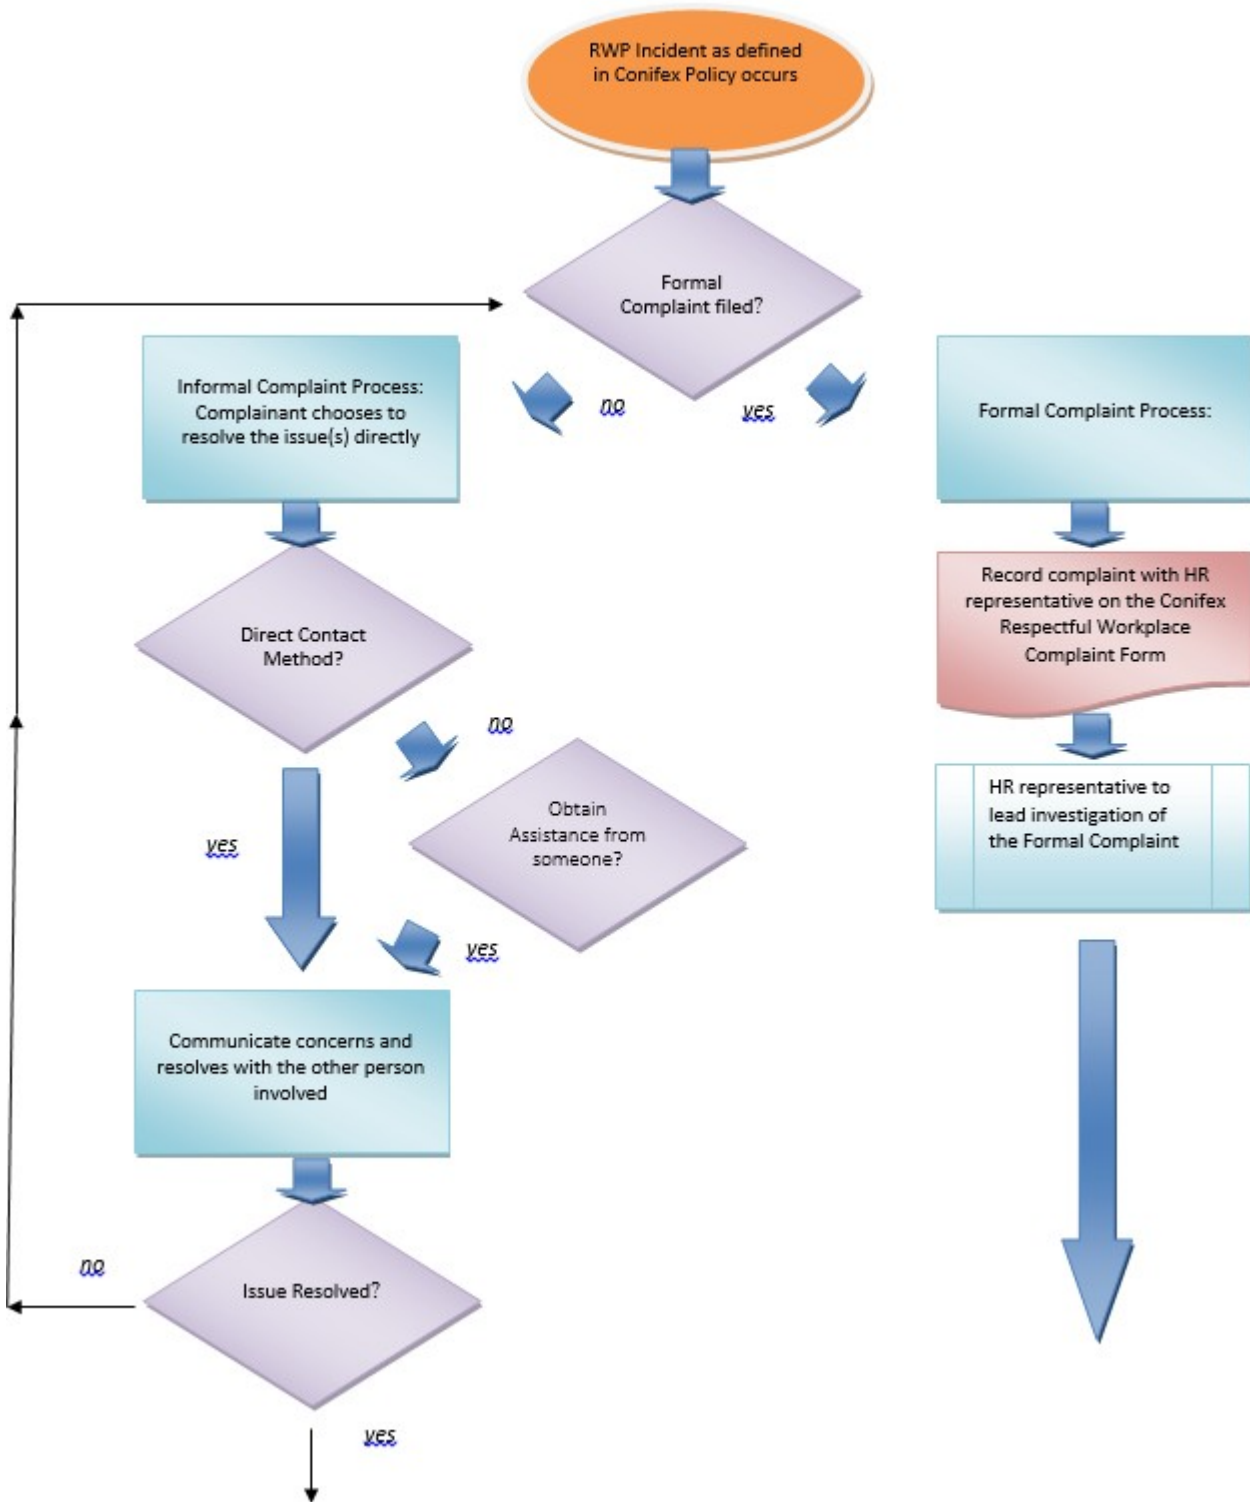 RWP Incident as defined
in Conifex Policy occurs
Formal
Complaint filed?
no
yes
Informal Complaint Process:
Complainant chooses to
resolve the issue(s) directly
Formal Complaint Process:
Direct Contact
Method?
Record complaint with HR
representative on the Conifex
Respectful Workplace
Complaint Form
no
HR representative to
lead investigation of
the Formal Complaint
Obtain
Assistance from
someone?
yes
yes
Communicate concerns and
resolves with the other person
involved
no
Issue Resolved?
yes